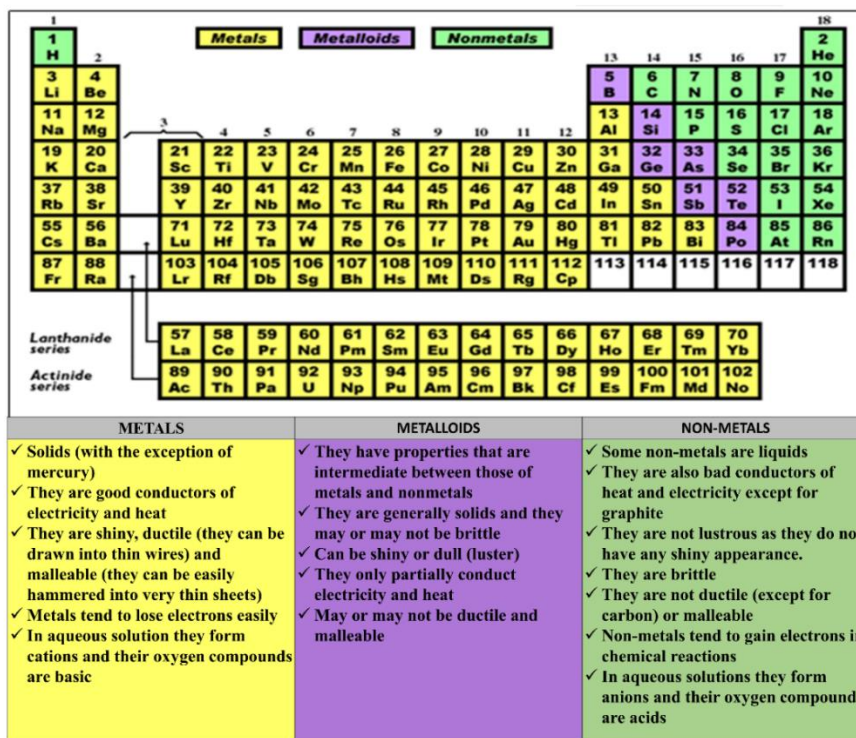 1 18
1 Metals Metalloids Nonmetals 2
H 2 13 14 15 16 17 He
3 4 5 6 7 8 9 10
Li Be B C N O F Ne
11 12 13 14 15 16 17 18
Na Mg 3 4 5 6 7 8 9 10 11 12 Al Si P S Cl Ar
19 20 21 22 23 24 25 26 27 28 29 30 31 32 33 34 35 36
K Ca Sc Ti V Cr Mn Fe Co Ni Cu Zn Ga Ge As Se Br Kr
37 38 39 40 41 42 43 44 45 46 47 48 49 50 51 52 53 54
Rb Sr Y Zr Nb Mo Tc Ru Rh Pd Ag Cd In Sn Sb Te I Xe
55 56 71 72 73 74 75 76 77 78 79 80 81 82 83 84 85 86
Cs Ba Lu Hf Ta W Re Os Ir Pt Au Hg Tl Pb Bi Po At Rn
87 88 103 104 105 106 107 108 109 110 111 112 113 114 115 116 117 118
Fr Ra Lr Rf Db Sg Bh Hs Mt Ds Rg Cp
Lanthanide series
57 58 59 60 61 62 63 64 65 66 67 68 69 70
La Ce Pr Nd Pm Sm Eu Gd Tb Dy Ho Er Tm Yb
Actinide series
89 90 91 92 93 94 95 96 97 98 99 100 101 102
Ac Th Pa U Np Pu Am Cm Bk Cf Es Fm Md No
METALS
✓ Solids (with the exception of
mercury)
✓ They are good conductors of
electricity and heat
✓ They are shiny, ductile (they can be
drawn into thin wires) and
malleable (they can be easily
hammered into very thin sheets)
✓ Metals tend to lose electrons easily
✓ In aqueous solution they form
cations and their oxygen compounds
are basic
METALLOIDS
✓ They have properties that are
intermediate between those of
metals and nonmetals
✓ They are generally solids and they
may or may not be brittle
✓ Can be shiny or dull (luster)
✓ They only partially conduct
electricity and heat
✓ May or may not be ductile and
malleable
NON-METALS
✓ Some non-metals are liquids
✓ They are also bad conductors of
heat and electricity except for
graphite
✓ They are not lustrous as they do no
have any shiny appearance.
✓ They are brittle
✓ They are not ductile (except for
carbon) or malleable
✓ Non-metals tend to gain electrons i
chemical reactions
✓ In aqueous solutions they form
anions and their oxygen compound
are acids